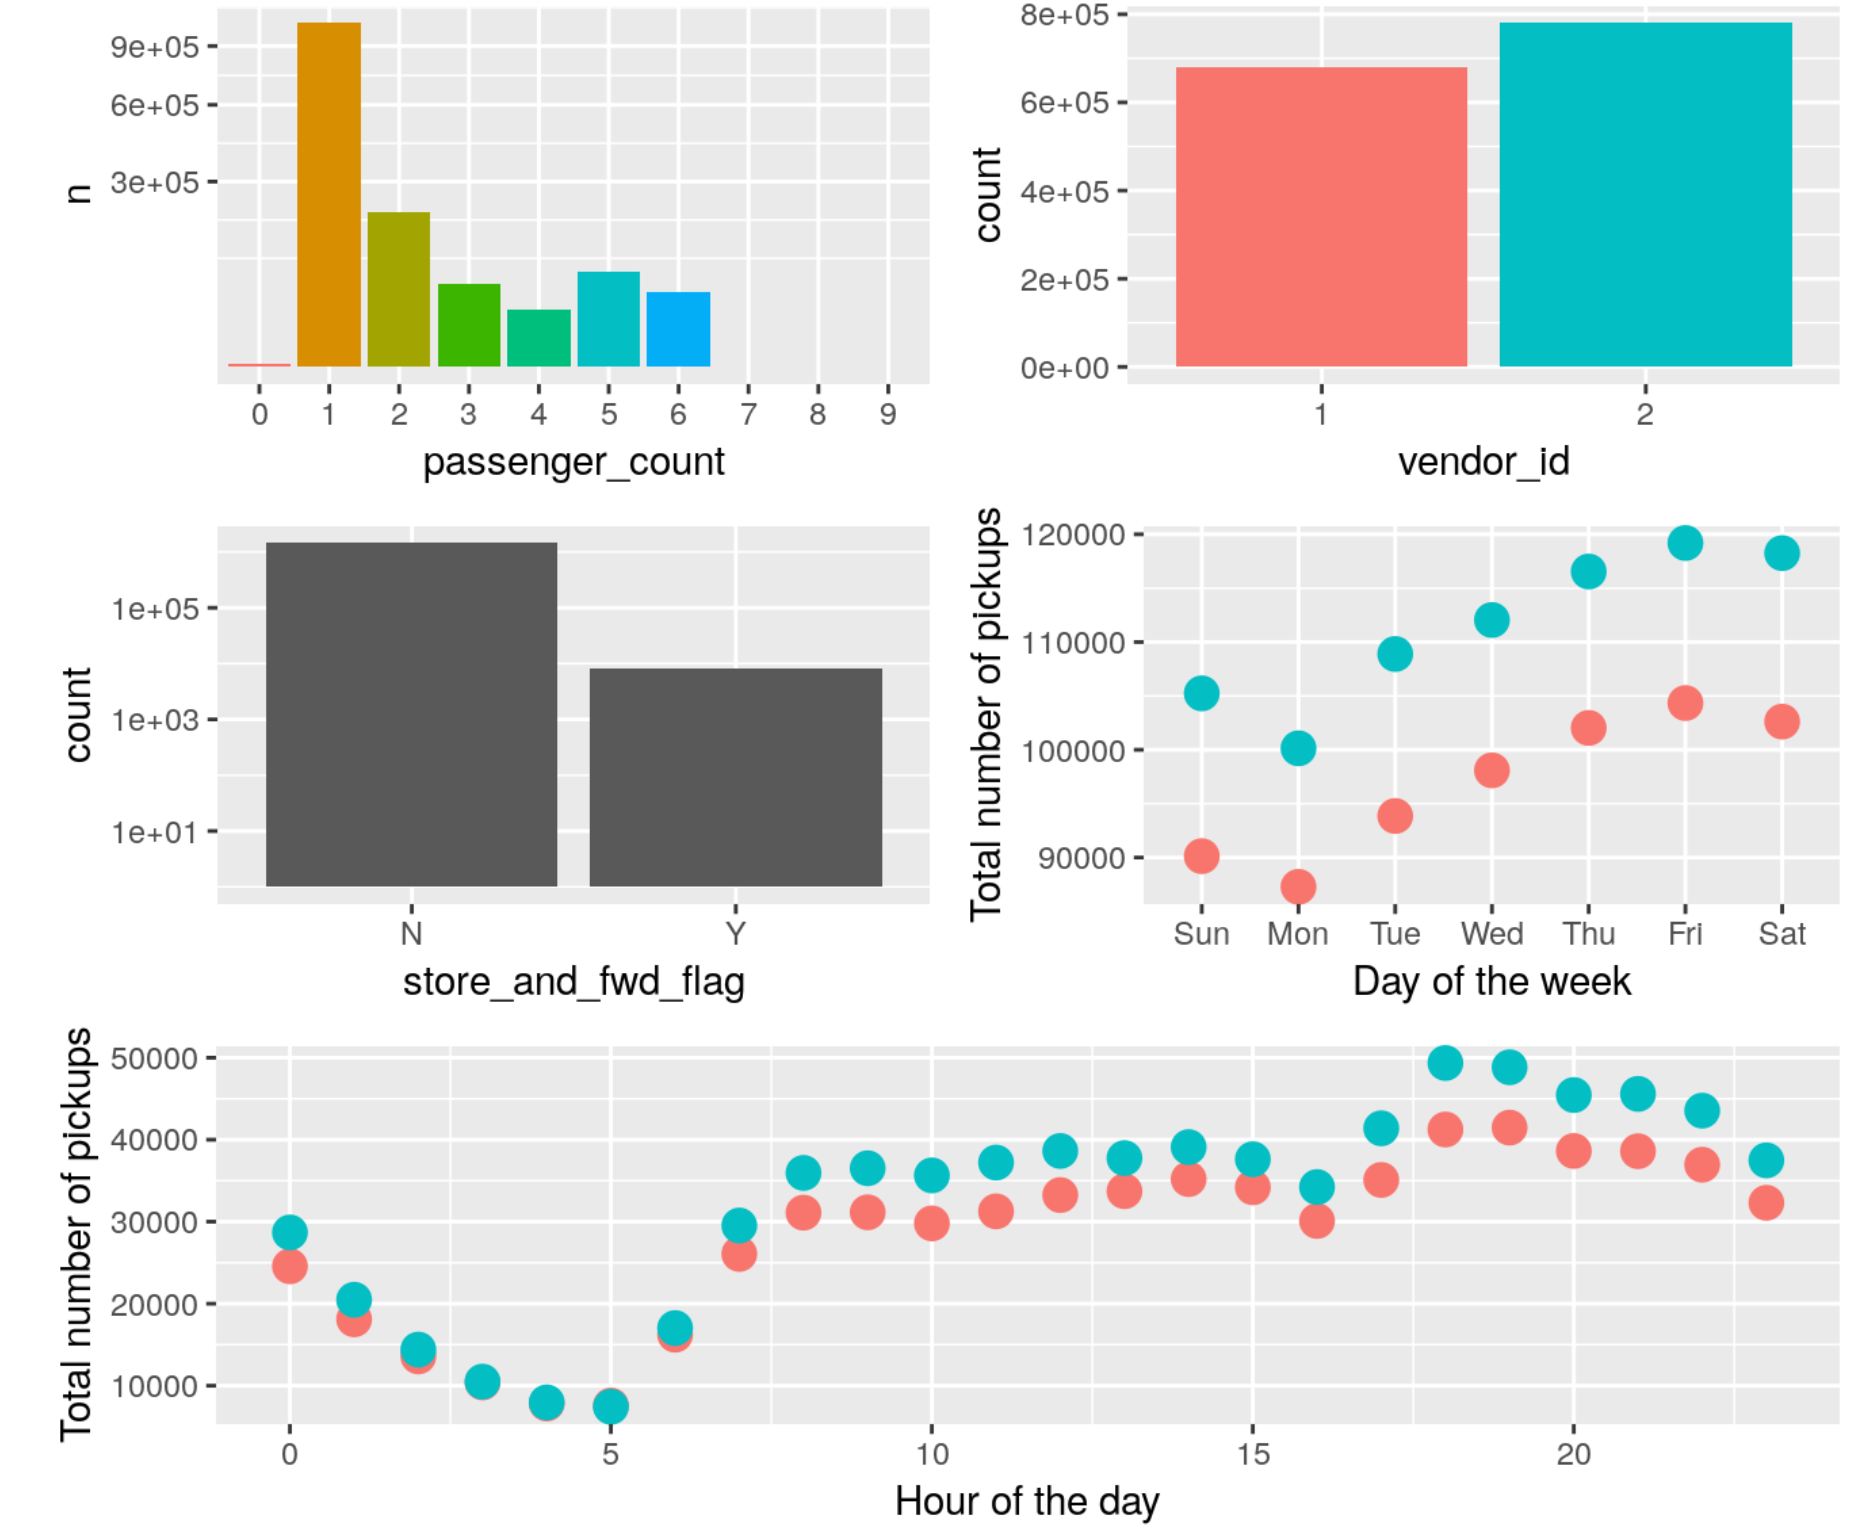 9e+05
6e+05
3e+05
n
0 1 2 3 4 5 6 7 8 9
passenger_count
8e+05
6e+05
4e+05
2e+05
0e+00
count
1 2
vendor_id
1e+05
1e+03
1e+01
count
N Y
store_and_fwd_flag
120000
110000
100000
90000
Total number of pickups
Sun Mon Tue Wed Thu Fri Sat
Day of the week
50000
40000
30000
20000
10000
Total number of pickups
0 5 10 15 20
Hour of the day